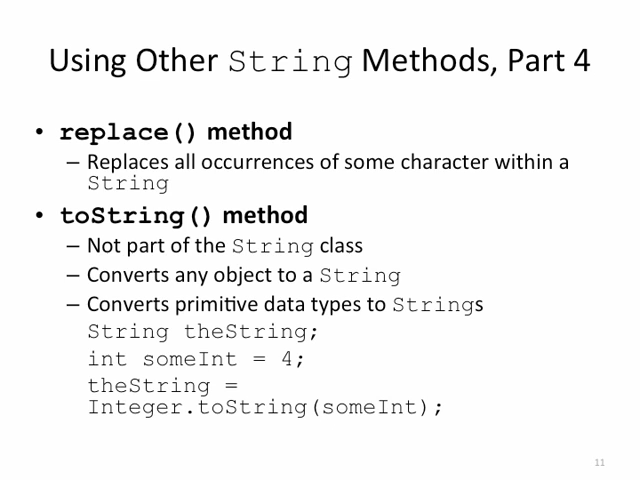 Using Other String Methods, Part 4
• replace() method
– Replaces all occurrences of some character within a
String
• toString() method
– Not part of the String class
– Converts any object to a String
– Converts primitive data types to Strings
String theString;
int someInt = 4;
theString =
Integer.toString(someInt);
11